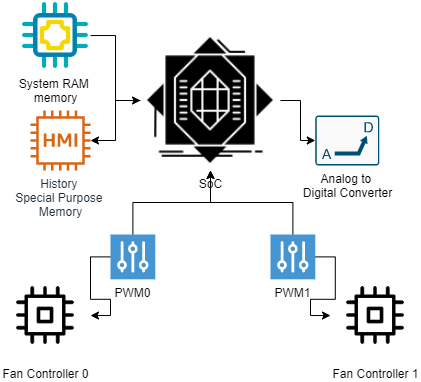 System RAM
memory
HMI
History
Special Purpose
Memory
SoC
D
A
Analog to
Digital Converter
PWM0
PWM1
Fan Controller 0
Fan Controller 1